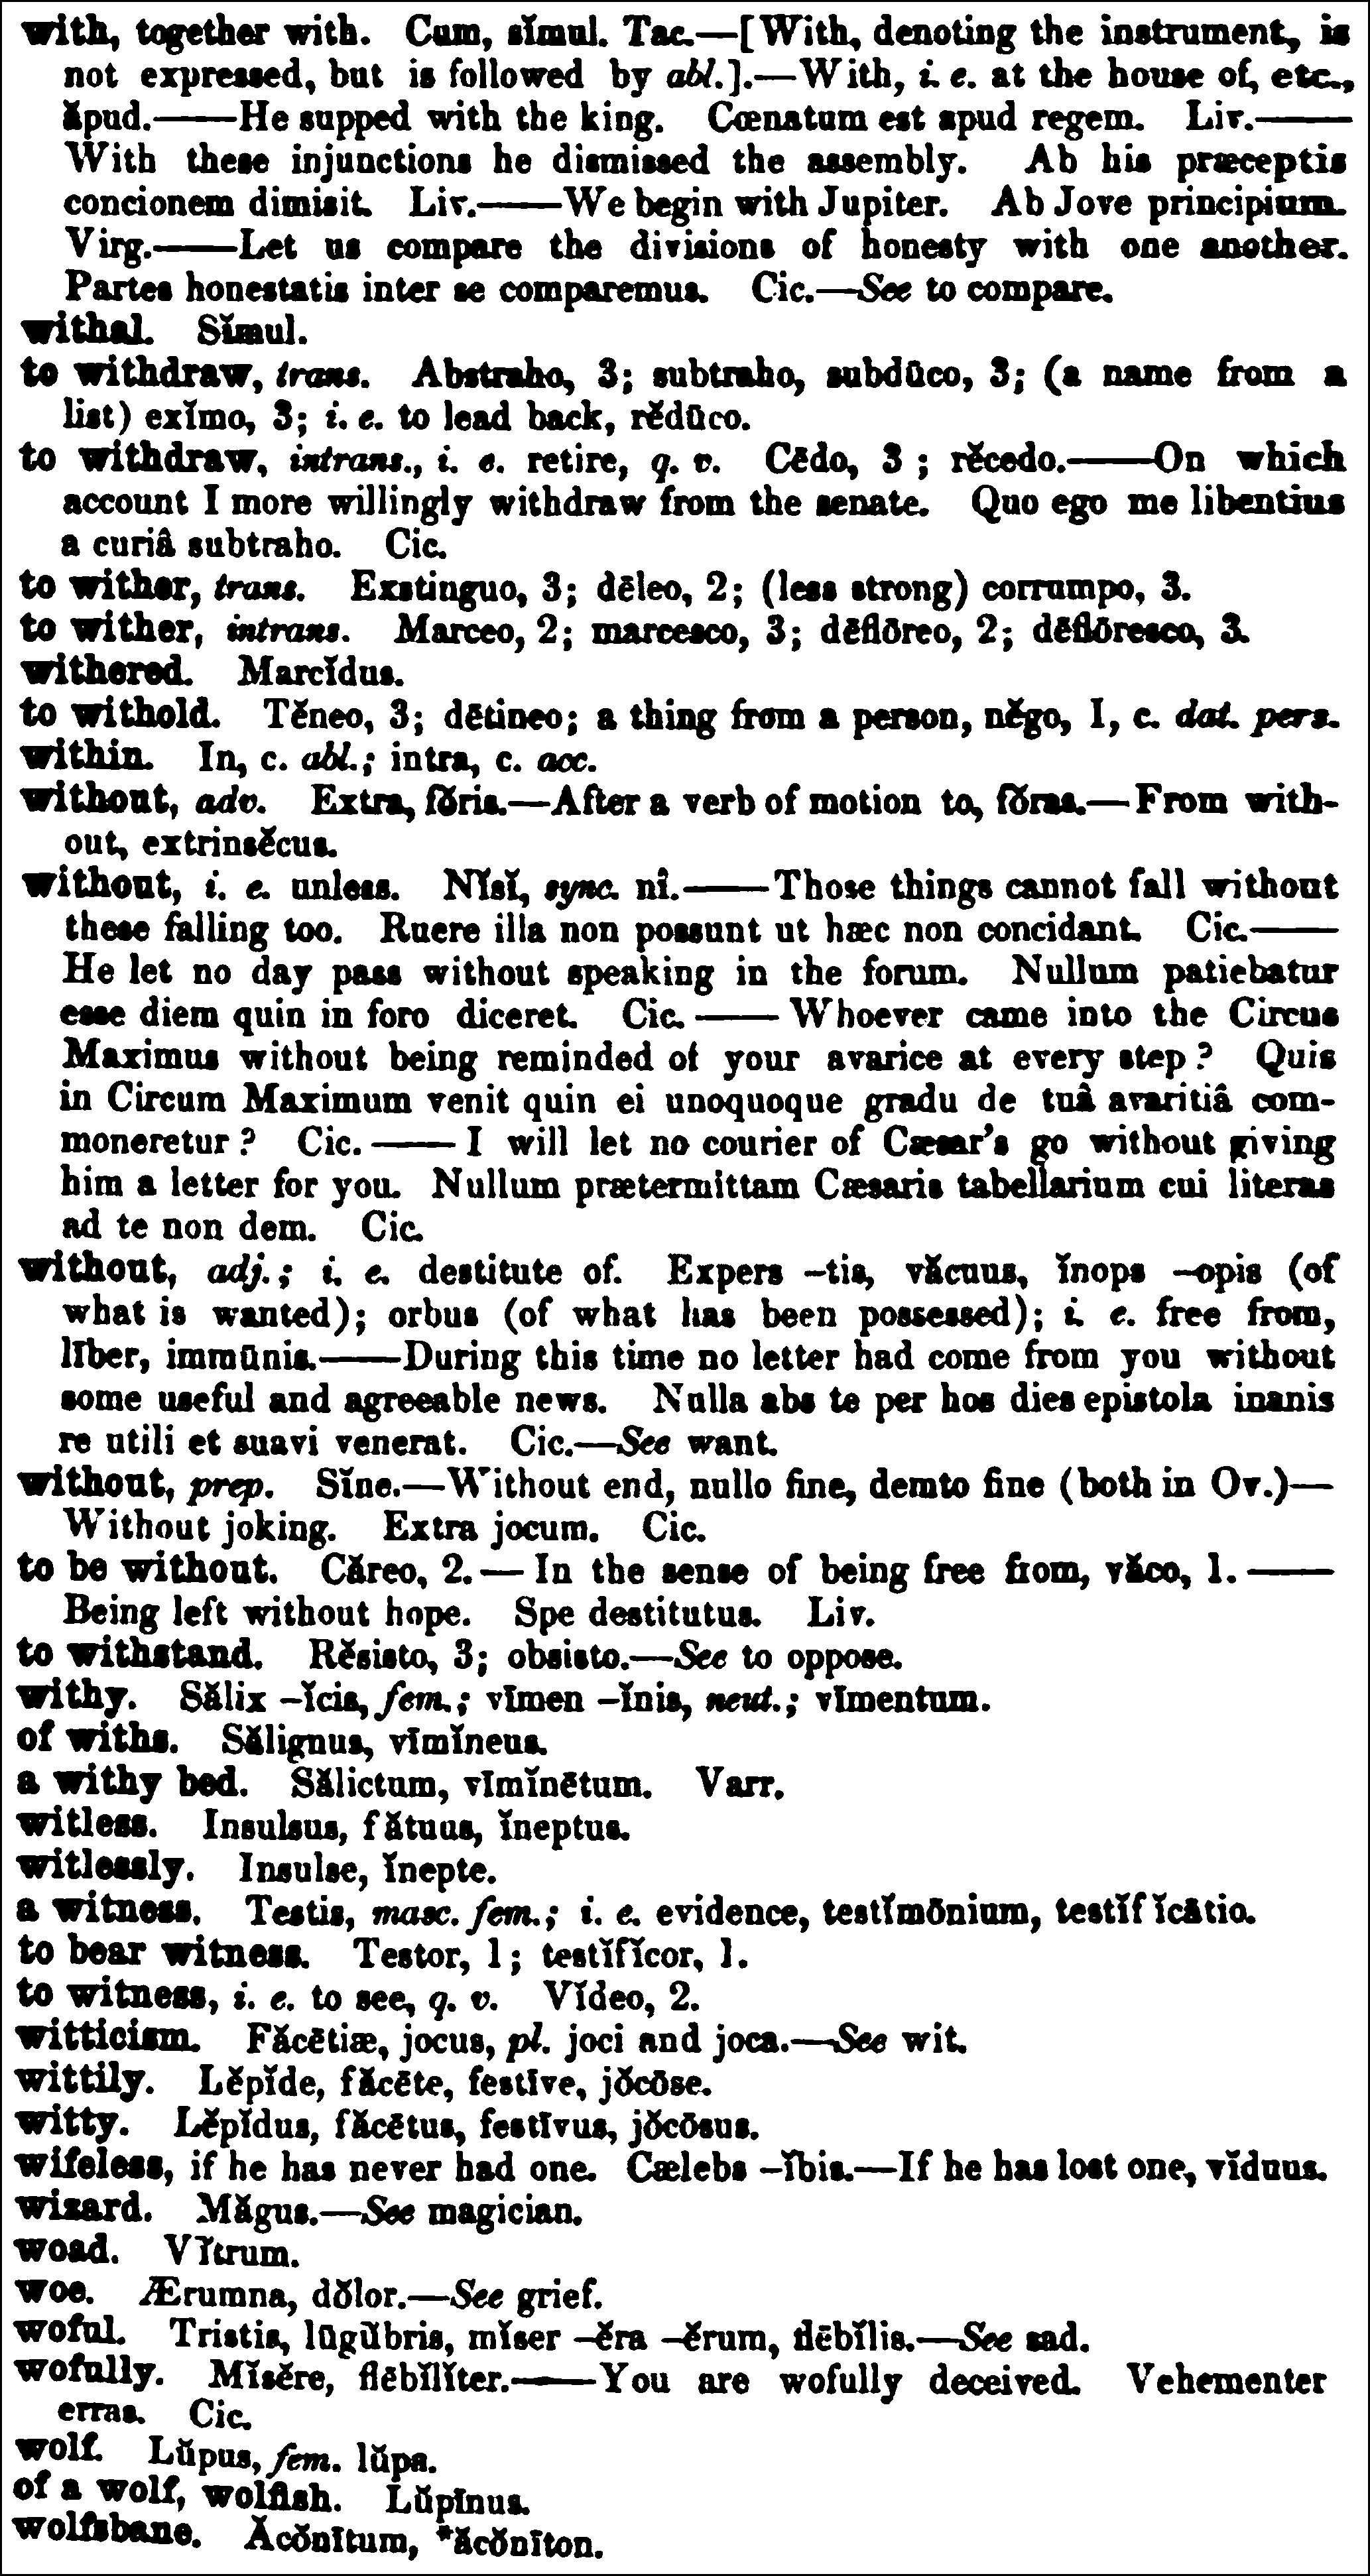 with, together with. Cum, sĭmul. Tac.—[With, denoting the instrument, is
not expressed, but is followed by abl.].—With, i. e. at the house of, etc.,
ăpud.——He supped with the king. Cœnatum est apud regem. Liv.——
With these injunctions he dismissed the assembly. Ab his præceptis
concionem dimisit. Liv.——We begin with Jupiter. Ab Jove principium.
Virg.——Let us compare the divisions of honesty with one another.
Partes honestatis inter se comparemus. Cic.—See to compare.
withal. Sĭmul.
to withdraw, trans. Abstraho, 3; subtraho, subdūco, 3; (a name from a
list) exĭmo, 3; i. e. to lead back, rĕdūco.
to withdraw, intrans., i. e. retire, q. v. Cēdo, 3 ; rĕcedo.——On which
account I more willingly withdraw from the senate. Quo ego me libentius
a curiâ subtraho. Cic.
to wither, trans. Exstinguo, 3; dēleo, 2; (less strong) corrumpo, 3.
to wither, intrans. Marceo, 2; marcesco, 3; dēflōreo, 2; dēflōresco, 3.
withered. Marcĭdus.
to withold. Tĕneo, 3; dētineo; a thing from a person, nĕgo, I, c. dat. pers.
within. In, c. abl.; intra, c. acc.
without, adv. Extra, fŏris.—After a verb of motion to, fŏras.—From with-
out, extrinsĕcus.
without, i. e. unless. Nĭsĭ, sync. nî.——Those things cannot fall without
these falling too. Ruere illa non possunt ut hæc non concidant. Cic.——
He let no day pass without speaking in the forum. Nullum patiebatur
esse diem quin in foro diceret. Cic. —— Whoever came into the Circus
Maximus without being reminded of your avarice at every step ? Quis
in Circum Maximum venit quin ei unoquoque gradu de tuâ avaritiâ com-
moneretur ? Cic. —— I will let no courier of Cæsar's go without giving
him a letter for you. Nullum prætermittam Cæsaris tabellarium cui literas
ad te non dem. Cic.
without, adj.; i. e. destitute of. Expers –tis, văcuus, ĭnops –opis (of
what is wanted); orbus (of what has been possessed); i. e. free from,
līber, immūnis.——During this time no letter had come from you without
some useful and agreeable news. Nulla abs te per hos dies epistola inanis
re utili et suavi venerat. Cic.—See want.
without, prep. Sĭne.—Without end, nullo fine, demto fine (both in Ov.)—
Without joking. Extra jocum. Cic.
to be without. Căreo, 2.— In the sense of being free from, văco, 1. ——
Being left without hope. Spe destitutus. Liv.
to withstand. Rĕsisto, 3; obsisto.—See to oppose.
withy. Sălix –ĭcis, fem.; vīmen –ĭnis, neut.; vīmentum.
of withs. Sălignus, vīmĭneus.
a withy bed. Sălictum, vīmĭnētum. Varr.
witless. Insulsus, fătuus, ĭneptus.
witlessly. Insulse, ĭnepte.
a witness. Testis, masc. fem.; i. e. evidence, testĭmōnium, testĭfĭcātio.
to bear witness. Testor, 1; testĭfĭcor, 1.
to witness, i. e. to see, q. v. Vĭdeo, 2.
witticism. Făcētiæ, jocus, pl. joci and joca.—See wit.
wittily. Lĕpĭde, făcēte, festīve, jŏcōse.
witty. Lĕpĭdus, făcētus, festīvus, jŏcōsus.
wifeless, if he has never had one. Cælebs –ĭbis.—If he has lost one, vĭduus.
wizard. Măgus.—See magician.
woad. Vĭtrum.
woe. Ærumna, dŏlor.—See grief.
woful. Tristis, lūgŭbris, mĭser –ĕra –ĕrum, flēbĭlis.—See sad.
wofully. Mĭsĕre, flēbĭlĭter.——You are wofully deceived. Vehementer
erras. Cic.
wolf. Lŭpus, fem. lŭpa.
of a wolf, wolfish. Lŭpīnus.
wolfsbane. Ăcŏnītum, *ăcŏnīton.